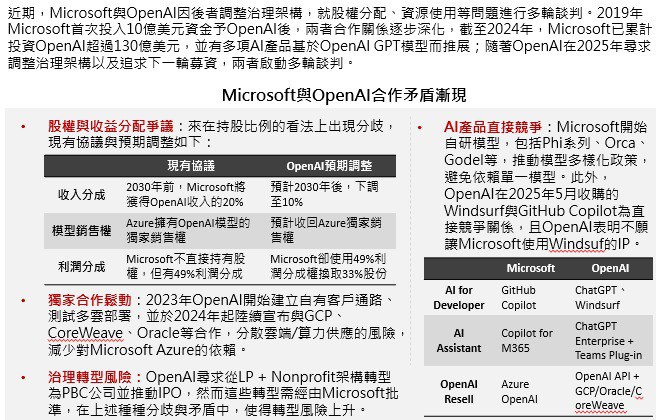 近期，Microsoft與OpenAI因後者調整治理架構，就股權分配、資源使用等問題進行多輪談判。2019年
Microsoft首次投入10億美元資金予OpenAI後，兩者合作關係逐步深化，截至2024年，Microsoft已累計
投資OpenAI超過130億美元，並有多項AI產品基於OpenAI GPT模型而推展；隨著OpenAI在2025年尋求
調整治理架構以及追求下一輪募資，兩者啟動多輪談判。
Microsoft與OpenAI合作矛盾漸現
• 股權與收益分配爭議：來在持股比例的看法上出現分歧，
現有協議與預期調整如下：
現有協議 OpenAI預期調整
收入分成 2030年前，Microsoft將 預計2030年後，下調
獲得OpenAI收入的20% 至10%
模型銷售權 Azure擁有OpenAI模型的 預計收回Azure獨家銷
獨家銷售權 售權
利潤分成 Microsoft不直接持有股 Microsoft卻使用49%利
權，但有49%利潤分成 潤分成權換取33%股份
• 獨家合作鬆動：2023年OpenAI開始建立自有客戶通路、
測試多雲部署，並於2024年起陸續宣布與GCP、
CoreWeave、Oracle等合作，分散雲端/算力供應的風險，
減少對Microsoft Azure的依賴。
• 治理轉型風險：OpenAI尋求從LP + Nonprofit架構轉型
為PBC公司並推動IPO，然而這些轉型需經由Microsoft批
準，在上述種種分歧與矛盾中，使得轉型風險上升。
• AI產品直接競爭：Microsoft開始
自研模型，包括Phi系列、Orca、
Godel等，推動模型多樣化政策，
避免依賴單一模型。此外，
OpenAI在2025年5月收購的
Windsurf與GitHub Copilot為直
接競爭關係，且OpenAI表明不願
讓Microsoft使用Windsuf的IP。
Microsoft OpenAI
AI for GitHub ChatGPT、
Developer Copilot Windsurf
AI Copilot for ChatGPT
Assistant M365 Enterprise +
Teams Plug-in
OpenAI Azure OpenAI API +
Resell OpenAI GCP/Oracle/C
oreWeave